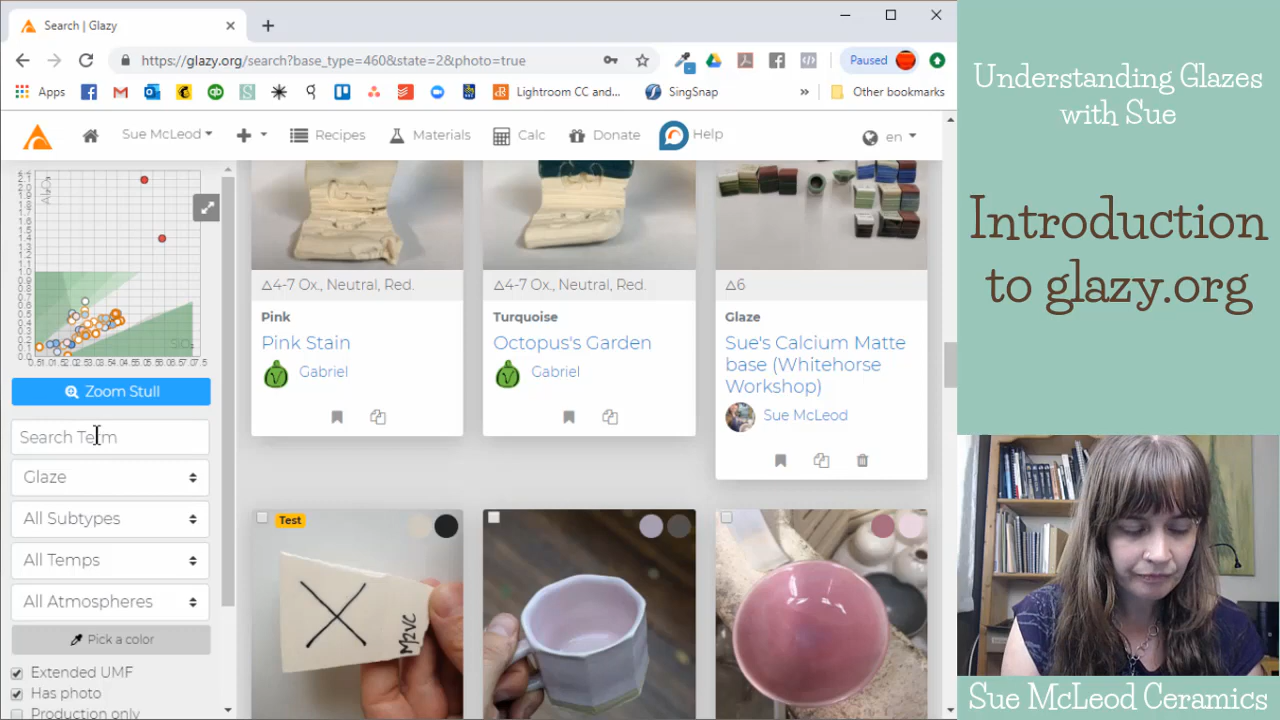 Search | Glazy
https://glazy.org/search?base_type=460&state=2&photo=true
Paused
Apps
Lightroom CC and...
SingSnap
»
Other bookmarks
Sue McLeod
Recipes
Materials
Calc
Donate
Help
en
Zoom Stull
Search Term
Glaze
All Subtypes
All Temps
All Atmospheres
Pick a color
Extended UMF
Has photo
Production only
Δ4-7 Ox., Neutral, Red.
Pink
Pink Stain
Gabriel
Δ4-7 Ox., Neutral, Red.
Turquoise
Octopus's Garden
Gabriel
Δ6
Glaze
Sue's Calcium Matte
base (Whitehorse
Workshop)
Sue McLeod
Test
M2VC
Understanding Glazes
with Sue
Introduction
to glazy.org
Sue McLeod Ceramics